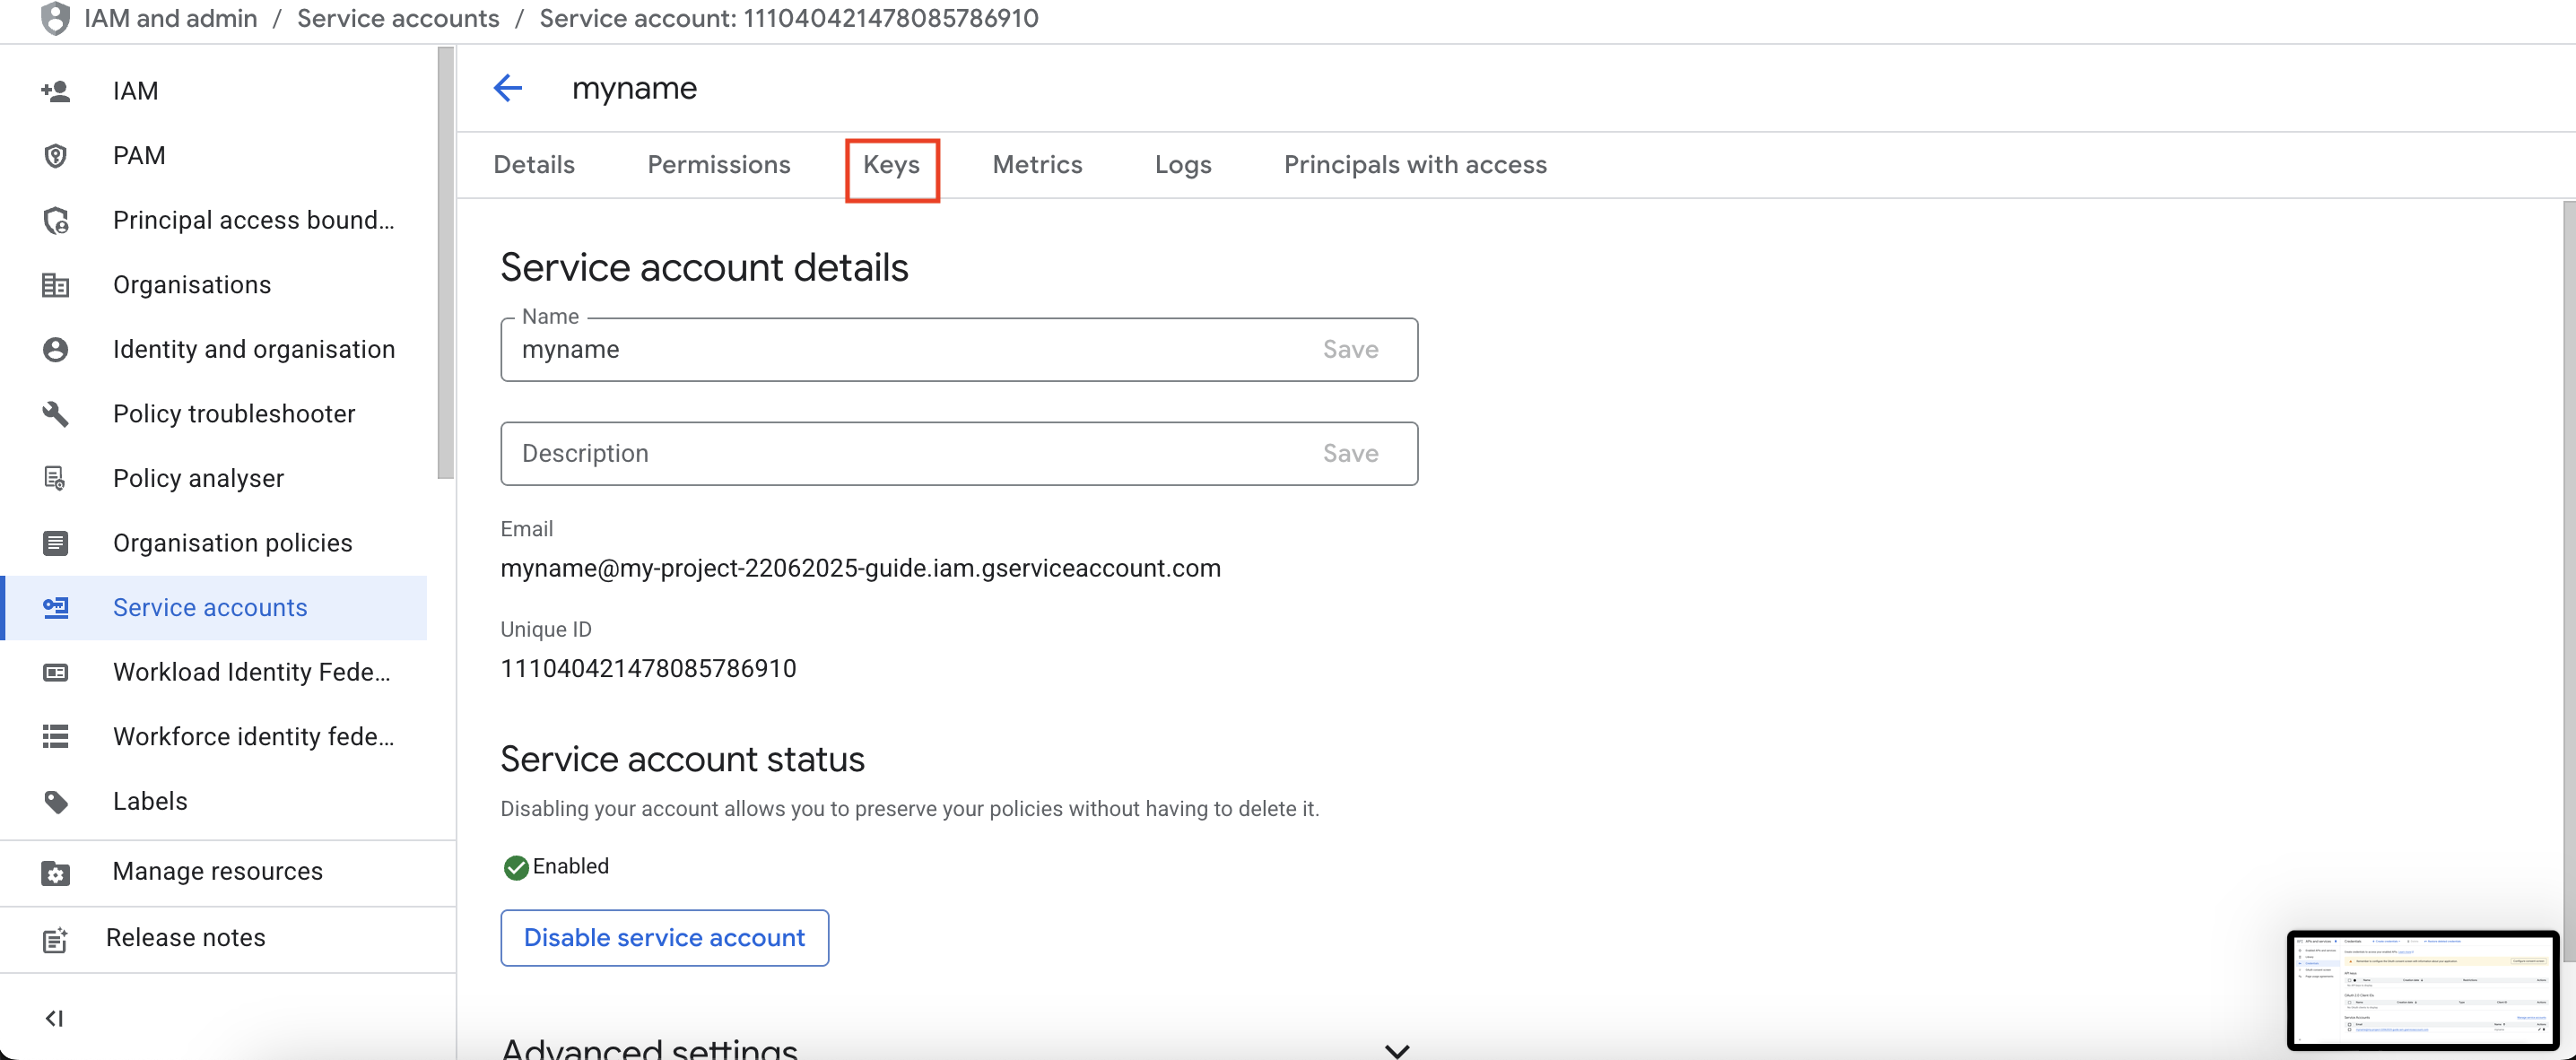 IAM and admin / Service accounts / Service account: 111040421478085786910
IAM
PAM
Principal access bound...
Organisations
Identity and organisation
Policy troubleshooter
Policy analyser
Organisation policies
Service accounts
Workload Identity Fede...
Workforce identity fede...
Labels
Manage resources
Release notes
myname
Details Permissions Keys Metrics Logs Principals with access
Service account details
Name
myname Save
Description Save
Email
myname@my-project-22062025-guide.iam.gserviceaccount.com
Unique ID
111040421478085786910
Service account status
Disabling your account allows you to preserve your policies without having to delete it.
Enabled
Disable service account
Advanced settings